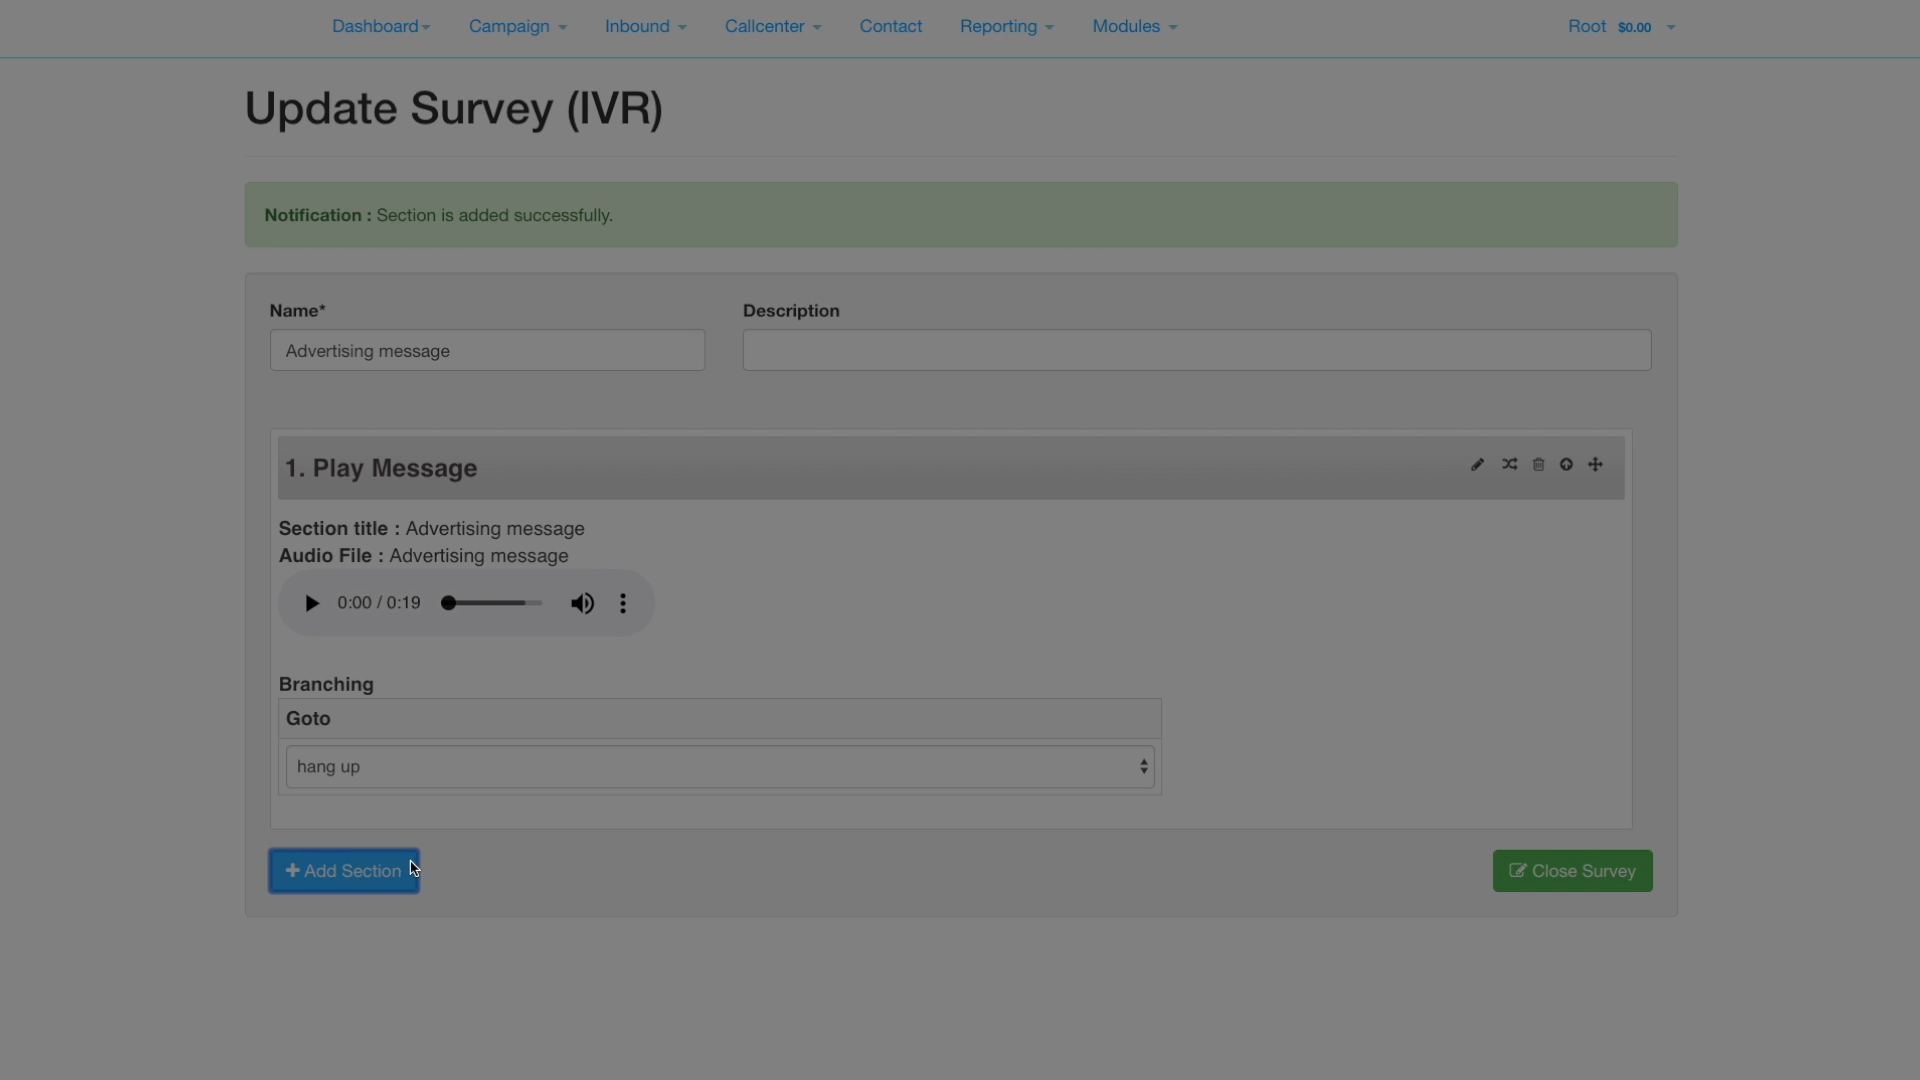 Dashboard Campaign Inbound Callcenter Contact Reporting Modules Root $0.00
Update Survey (IVR)
Notification : Section is added successfully.
Name* Description
Advertising message
1. Play Message
Section title : Advertising message
Audio File : Advertising message
0:00 / 0:19
Branching
Goto
hang up
Add Section Close Survey